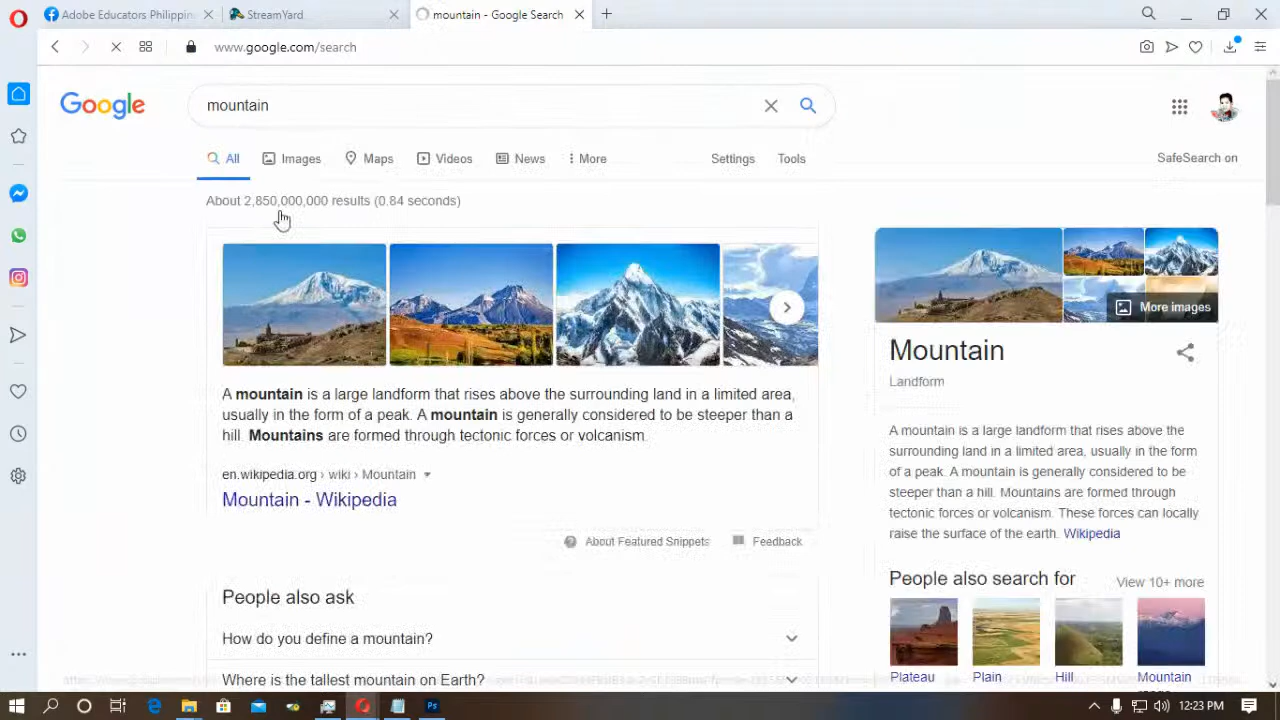 Adobe Educators Philippin
StreamYard
mountain - Google Search
www.google.com/search
Google
mountain
All
Images
Maps
Videos
News
More
Settings
Tools
SafeSearch on
About 2,850,000,000 results (0.84 seconds)
A mountain is a large landform that rises above the surrounding land in a limited area,
usually in the form of a peak. A mountain is generally considered to be steeper than a
hill. Mountains are formed through tectonic forces or volcanism.
en.wikipedia.org › wiki › Mountain
Mountain - Wikipedia
About Featured Snippets
Feedback
People also ask
How do you define a mountain?
Where is the tallest mountain on Earth?
More images
Mountain
Landform
A mountain is a large landform that rises above the
surrounding land in a limited area, usually in the form
of a peak. A mountain is generally considered to be
steeper than a hill. Mountains are formed through
tectonic forces or volcanism. These forces can locally
raise the surface of the earth. Wikipedia
People also search for
View 10+ more
Plateau
Plain
Hill
Mountain
Ps
12:23 PM